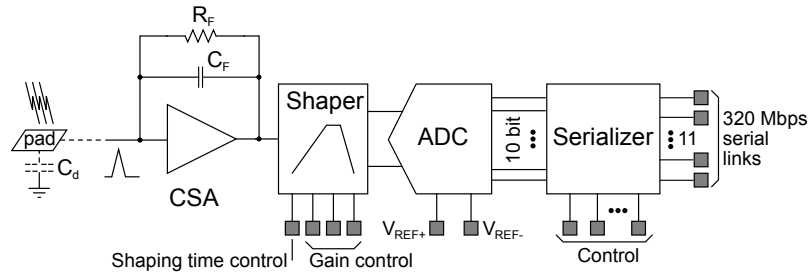 R_F
C_F
pad
C_d
CSA
Shaper
ADC
10 bit
Serializer
11
320 Mbps
serial
links
Shaping time control
Gain control
V_REF+
V_REF-
Control